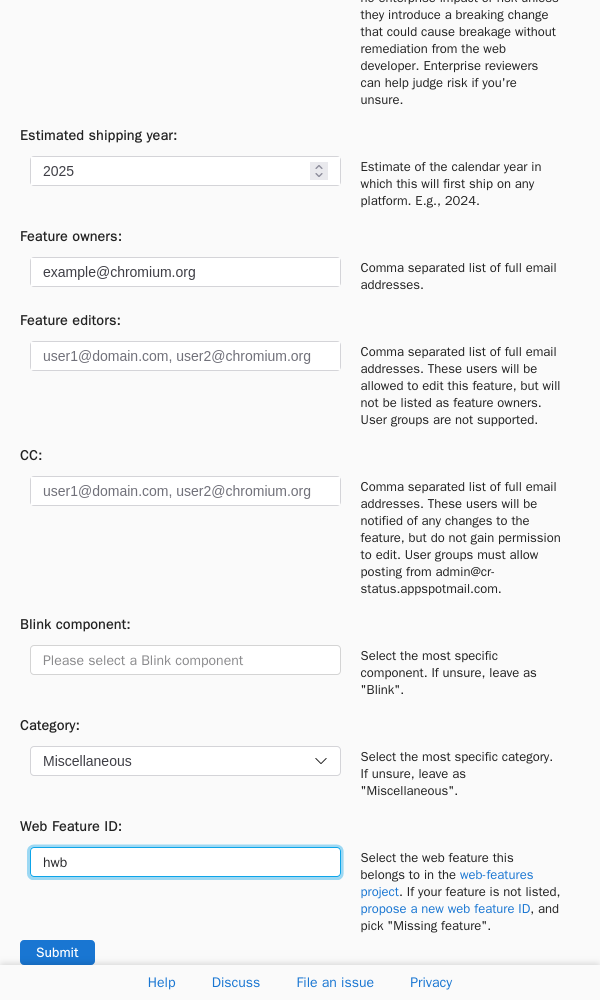 no enterprise impact or risk unless
they introduce a breaking change
that could cause breakage without
remediation from the web
developer. Enterprise reviewers
can help judge risk if you're
unsure.
Estimated shipping year:
2025
Estimate of the calendar year in
which this will first ship on any
platform. E.g., 2024.
Feature owners:
example@chromium.org
Comma separated list of full email
addresses.
Feature editors:
user1@domain.com, user2@chromium.org
Comma separated list of full email
addresses. These users will be
allowed to edit this feature, but will
not be listed as feature owners.
User groups are not supported.
CC:
user1@domain.com, user2@chromium.org
Comma separated list of full email
addresses. These users will be
notified of any changes to the
feature, but do not gain permission
to edit. User groups must allow
posting from admin@cr-
status.appspotmail.com.
Blink component:
Please select a Blink component
Select the most specific
component. If unsure, leave as
"Blink".
Category:
Miscellaneous
Select the most specific category.
If unsure, leave as
"Miscellaneous".
Web Feature ID:
hwb
Select the web feature this
belongs to in the web-features
project. If your feature is not listed,
propose a new web feature ID, and
pick "Missing feature".
Submit
Help Discuss File an issue Privacy